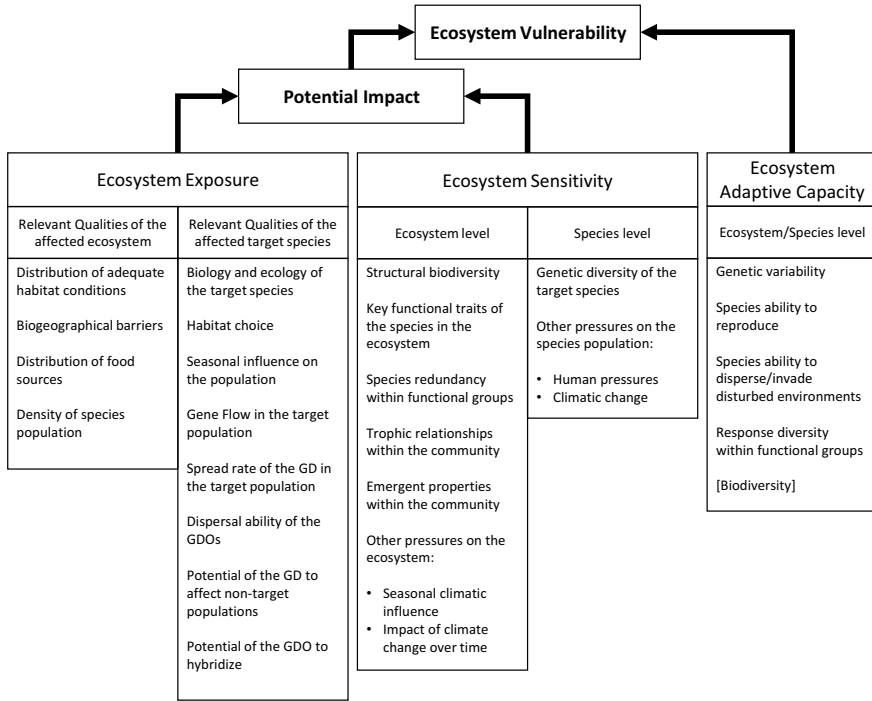 Ecosystem Vulnerability
Potential Impact
Ecosystem Exposure
Relevant Qualities of the
affected ecosystem
Distribution of adequate
habitat conditions
Biogeographical barriers
Distribution of food
sources
Density of species
population
Relevant Qualities of the
affected target species
Biology and ecology of
the target species
Habitat choice
Seasonal influence on
the population
Gene Flow in the target
population
Spread rate of the GD in
the target population
Dispersal ability of the
GDOs
Potential of the GD to
affect non-target
populations
Potential of the GDO to
hybridize
Ecosystem Sensitivity
Ecosystem level
Structural biodiversity
Key functional traits of
the species in the
ecosystem
Species redundancy
within functional groups
Trophic relationships
within the community
Emergent properties
within the community
Other pressures on the
ecosystem:
• Seasonal climatic
influence
• Impact of climate
change over time
Species level
Genetic diversity of the
target species
Other pressures on the
species population:
• Human pressures
• Climatic change
Ecosystem
Adaptive Capacity
Ecosystem/Species level
Genetic variability
Species ability to
reproduce
Species ability to
disperse/invade
disturbed environments
Response diversity
within functional groups
[Biodiversity]